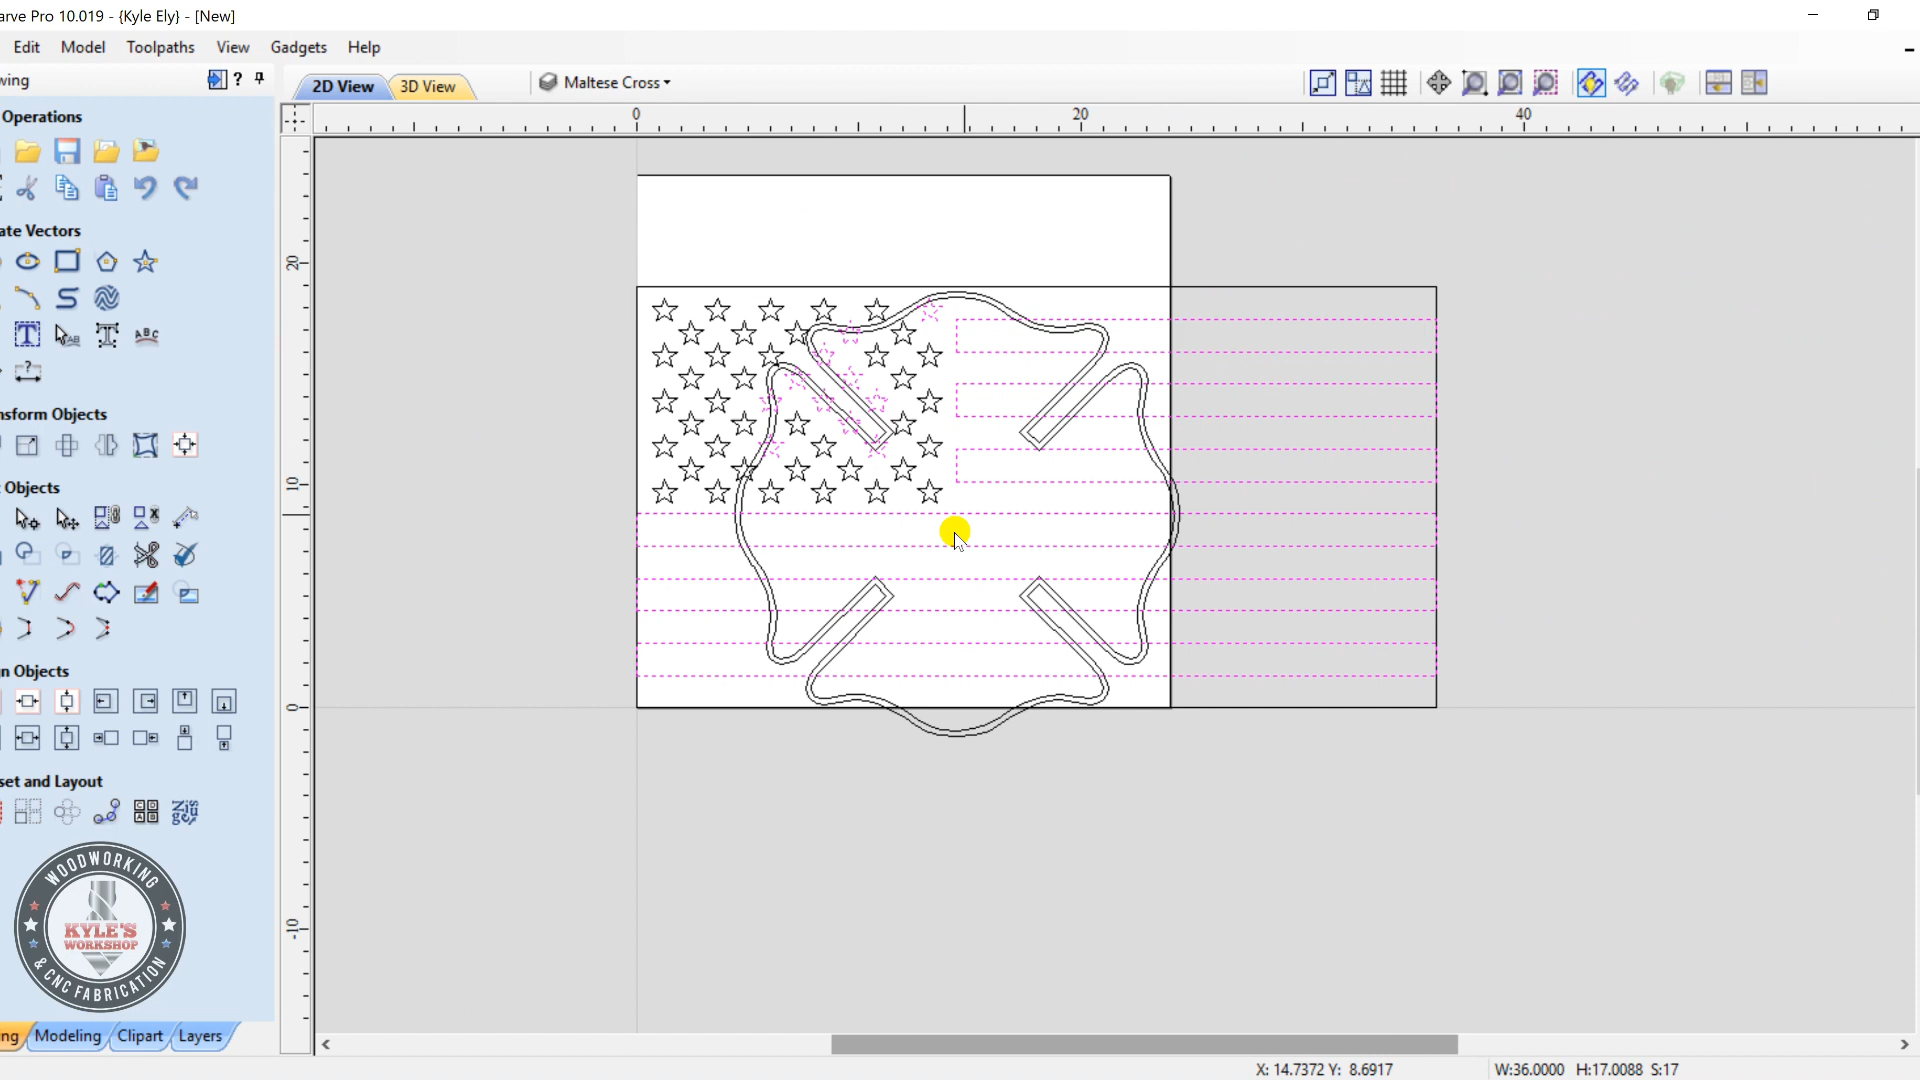 arve Pro 10.019 - {Kyle Ely} - [New]
Edit Model Toolpaths View Gadgets Help
wing ?
2D View 3D View Maltese Cross
Operations
0 20 40
ate Vectors
20
nsform Objects
t Objects
10
n Objects
0
set and Layout
WOODWORKING
KYLE'S
WORKSHOP
& CNC FABRICATION
-10
ing Modeling Clipart Layers
X: 14.7372 Y: 8.6917 W:36.0000 H:17.0088 S:17